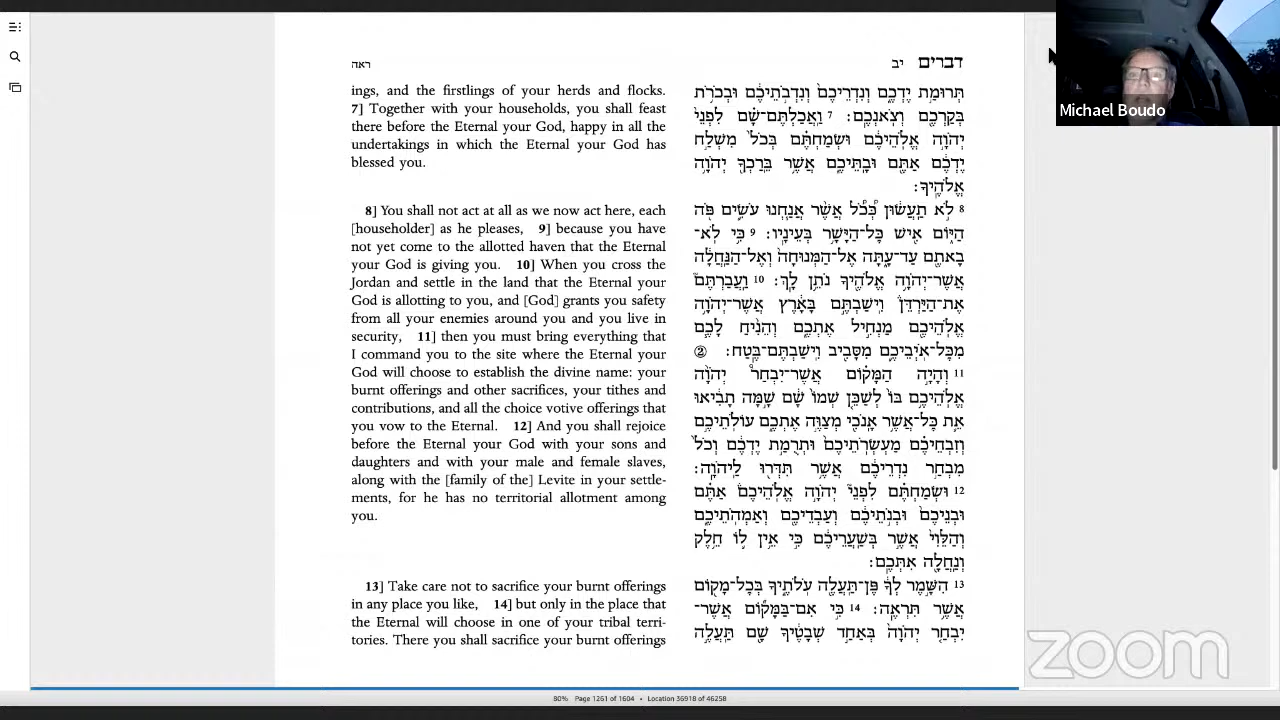 ראה
ings, and the firstlings of your herds and flocks.
7] Together with your households, you shall feast
there before the Eternal your God, happy in all the
undertakings in which the Eternal your God has
blessed you.
8] You shall not act at all as we now act here, each
[householder] as he pleases, 9] because you have
not yet come to the allotted haven that the Eternal
your God is giving you. 10] When you cross the
Jordan and settle in the land that the Eternal your
God is allotting to you, and [God] grants you safety
from all your enemies around you and you live in
security, 11] then you must bring everything that
I command you to the site where the Eternal your
God will choose to establish the divine name: your
burnt offerings and other sacrifices, your tithes and
contributions, and all the choice votive offerings that
you vow to the Eternal. 12] And you shall rejoice
before the Eternal your God with your sons and
daughters and with your male and female slaves,
along with the [family of the] Levite in your settle-
ments, for he has no territorial allotment among
you.
13] Take care not to sacrifice your burnt offerings
in any place you like, 14] but only in the place that
the Eternal will choose in one of your tribal terri-
tories. There you shall sacrifice your burnt offerings
דברים יב
תְּרוּמַ֣ת יֶדְכֶ֑ם וְנִדְרֵיכֶם֙ וְנִדְבֹ֣תֵיכֶ֔ם וּבְכֹרֹ֥ת
בְּקַרְכֶ֖ם וְצֹֽאנְכֶֽם׃ 7 וַאֲכַלְתֶּם־שָׁ֗ם לִפְנֵי֙
יְהֹוָ֣ה אֱלֹֽהֵיכֶ֔ם וּשְׂמַחְתֶּ֗ם בְּכֹל֙ מִשְׁלַ֣ח
יֶדְכֶ֔ם אַתֶּ֖ם וּבָתֵּיכֶ֑ם אֲשֶׁ֥ר בֵּֽרַכְךָ֖ יְהֹוָ֥ה
אֱלֹהֶֽיךָ׃
8 לֹ֣א תַעֲשׂ֔וּן כְּ֠כֹ֠ל אֲשֶׁ֨ר אֲנַ֧חְנוּ עֹשִׂ֛ים פֹּ֖ה
הַיּ֑וֹם אִ֖ישׁ כׇּל־הַיָּשָׁ֥ר בְּעֵינָֽיו׃ 9 כִּ֥י לֹא־
בָאתֶ֖ם עַד־עָ֑תָּה אֶל־הַמְּנוּחָה֙ וְאֶל־הַֽנַּחֲלָ֔ה
אֲשֶׁר־יְהֹוָ֥ה אֱלֹהֶ֖יךָ נֹתֵ֥ן לָֽךְ׃ 10 וַעֲבַרְתֶּם֮
אֶת־הַיַּרְדֵּן֒ וִֽישַׁבְתֶּ֣ם בָּאָ֔רֶץ אֲשֶׁר־יְהֹוָ֥ה
אֱלֹהֵיכֶ֖ם מַנְחִ֣יל אֶתְכֶ֑ם וְהֵנִ֨יחַ לָכֶ֧ם
מִכׇּל־אֹיְבֵיכֶ֛ם מִסָּבִ֖יב וִֽישַׁבְתֶּם־בֶּֽטַח׃ ②
11 וְהָיָ֣ה הַמָּק֗וֹם אֲשֶׁר־יִבְחַר֩ יְהֹוָ֨ה
אֱלֹהֵיכֶ֥ם בּוֹ֙ לְשַׁכֵּ֤ן שְׁמוֹ֙ שָׁ֔ם שָׁ֣מָּה תָבִ֔יאוּ
אֵ֛ת כׇּל־אֲשֶׁ֥ר אָנֹכִ֖י מְצַוֶּ֣ה אֶתְכֶ֑ם עוֹלֹתֵיכֶ֣ם
וְזִבְחֵיכֶ֗ם מַעְשְׂרֹֽתֵיכֶם֙ וּתְרֻמַ֣ת יֶדְכֶ֔ם וְכֹל֙
מִבְחַ֣ר נִדְרֵיכֶ֔ם אֲשֶׁ֥ר תִּדְּר֖וּ לַֽיהֹוָֽה׃
12 וּשְׂמַחְתֶּ֗ם לִפְנֵי֮ יְהֹוָ֣ה אֱלֹֽהֵיכֶם֒ אַתֶּ֗ם
וּבְנֵיכֶם֙ וּבְנֹ֣תֵיכֶ֔ם וְעַבְדֵיכֶ֖ם וְאַמְהֹתֵיכֶ֑ם
וְהַלֵּוִי֙ אֲשֶׁ֣ר בְּשַֽׁעֲרֵיכֶ֔ם כִּ֣י אֵ֥ין ל֛וֹ חֵ֥לֶק
וְנַחֲלָ֖ה אִתְּכֶֽם׃
13 הִשָּׁ֣מֶר לְךָ֔ פֶּֽן־תַּעֲלֶ֖ה עֹלֹתֶ֑יךָ בְּכׇל־מָק֖וֹם
אֲשֶׁ֥ר תִּרְאֶֽה׃ 14 כִּ֣י אִם־בַּמָּק֞וֹם אֲשֶׁר־
יִבְחַ֤ר יְהֹוָה֙ בְּאַחַ֣ד שְׁבָטֶ֔יךָ שָׁ֖ם תַּעֲלֶ֣ה
Michael Boudo
zoom
80% Page 1261 of 1604 • Location 36918 of 46258